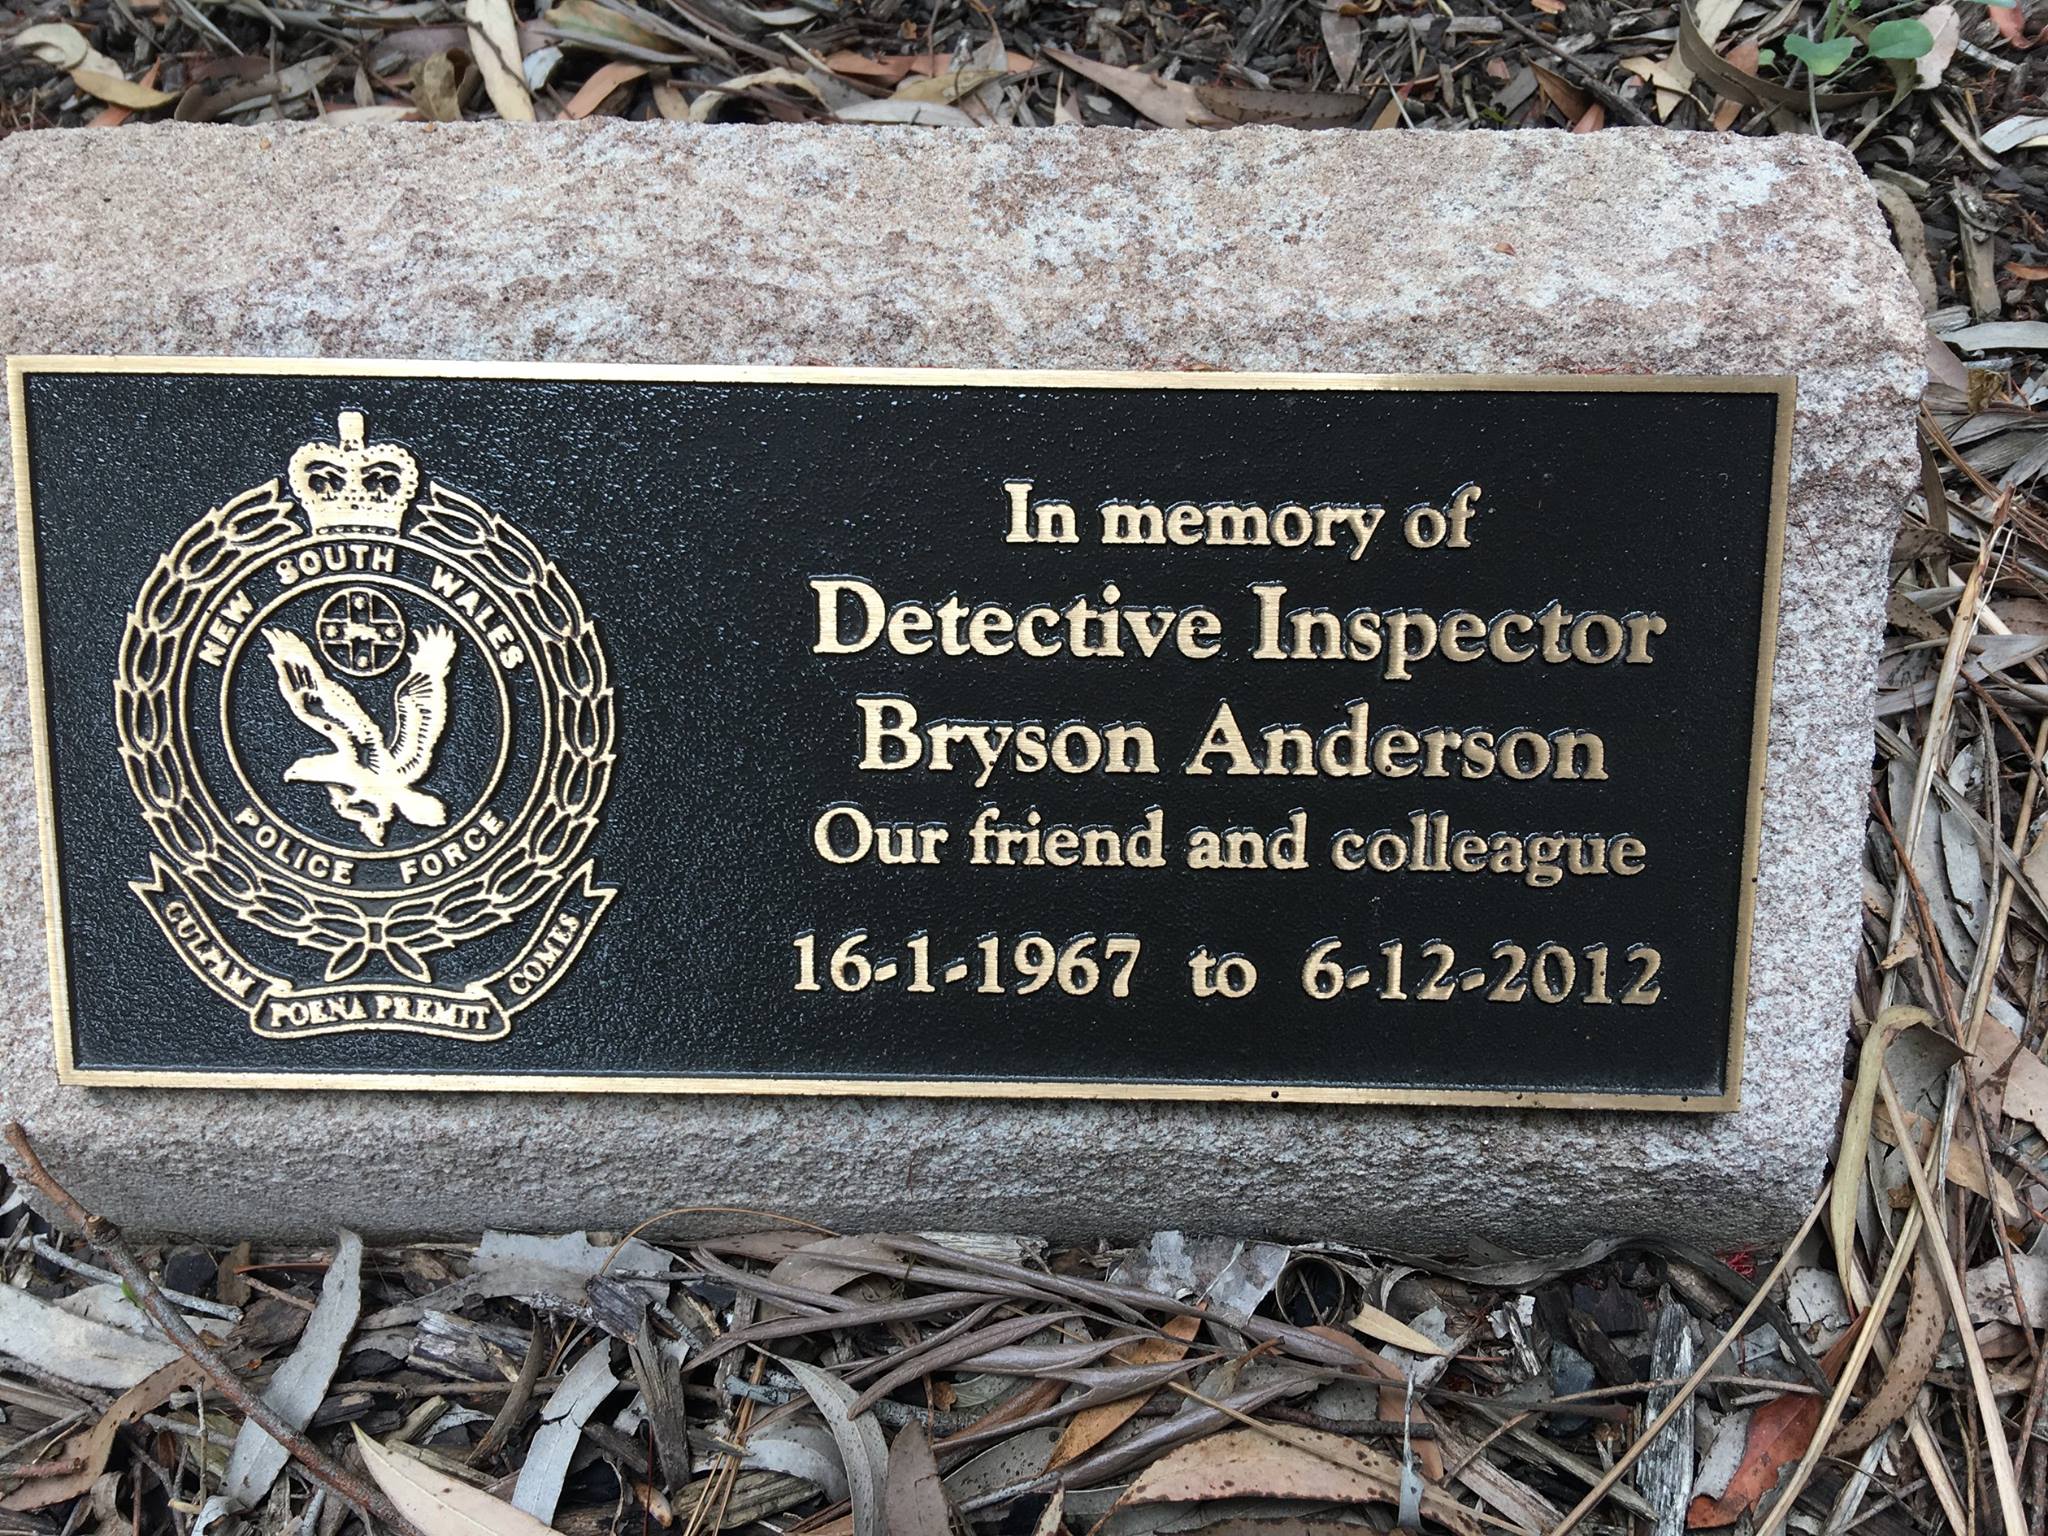 NEW SOUTH WALES
POLICE FORCE
CULPAM
POENA PREMIT
COMES
In memory of
Detective Inspector
Bryson Anderson
Our friend and colleague
16-1-1967 to 6-12-2012